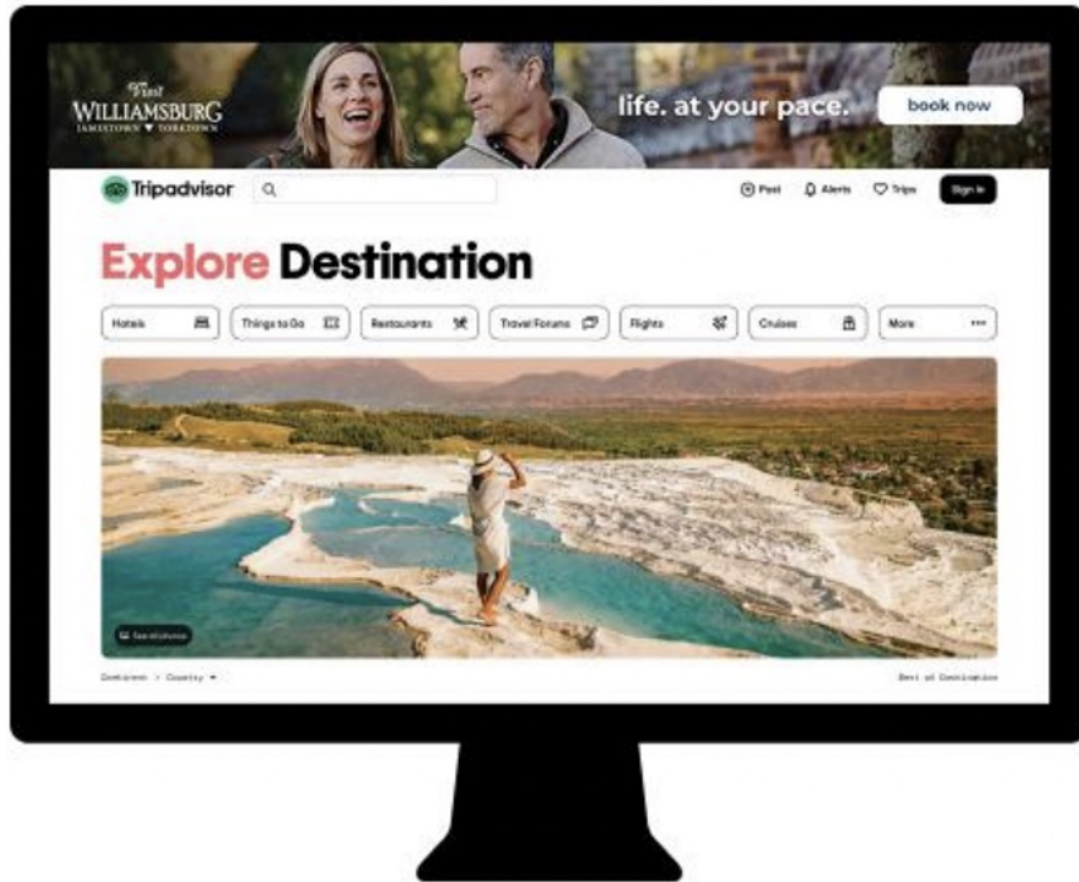 Visit
WILLIAMSBURG
JAMESTOWN YORKTOWN
life. at your pace.
book now
Tripadvisor
Post
Alerts
Trips
Sign in
Explore Destination
Hotels
Things to Do
Restaurants
Travel Forums
Flights
Cruises
More
See all photos
Continent > Country
Best of Destination